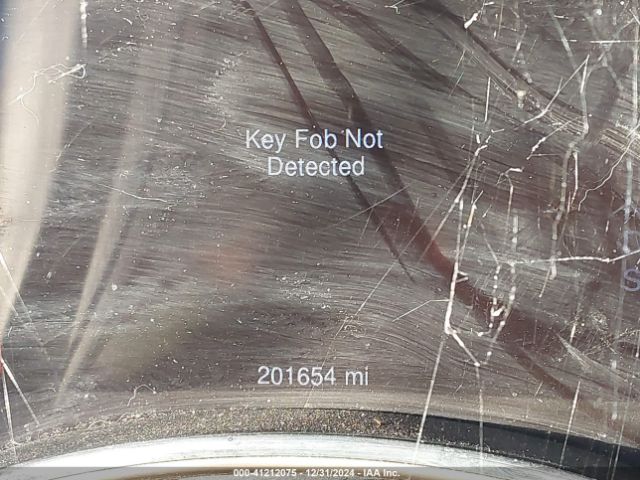 Key Fob Not
Detected
S
201654 mi
000-41212075 - 12/31/2024 - IAA Inc.